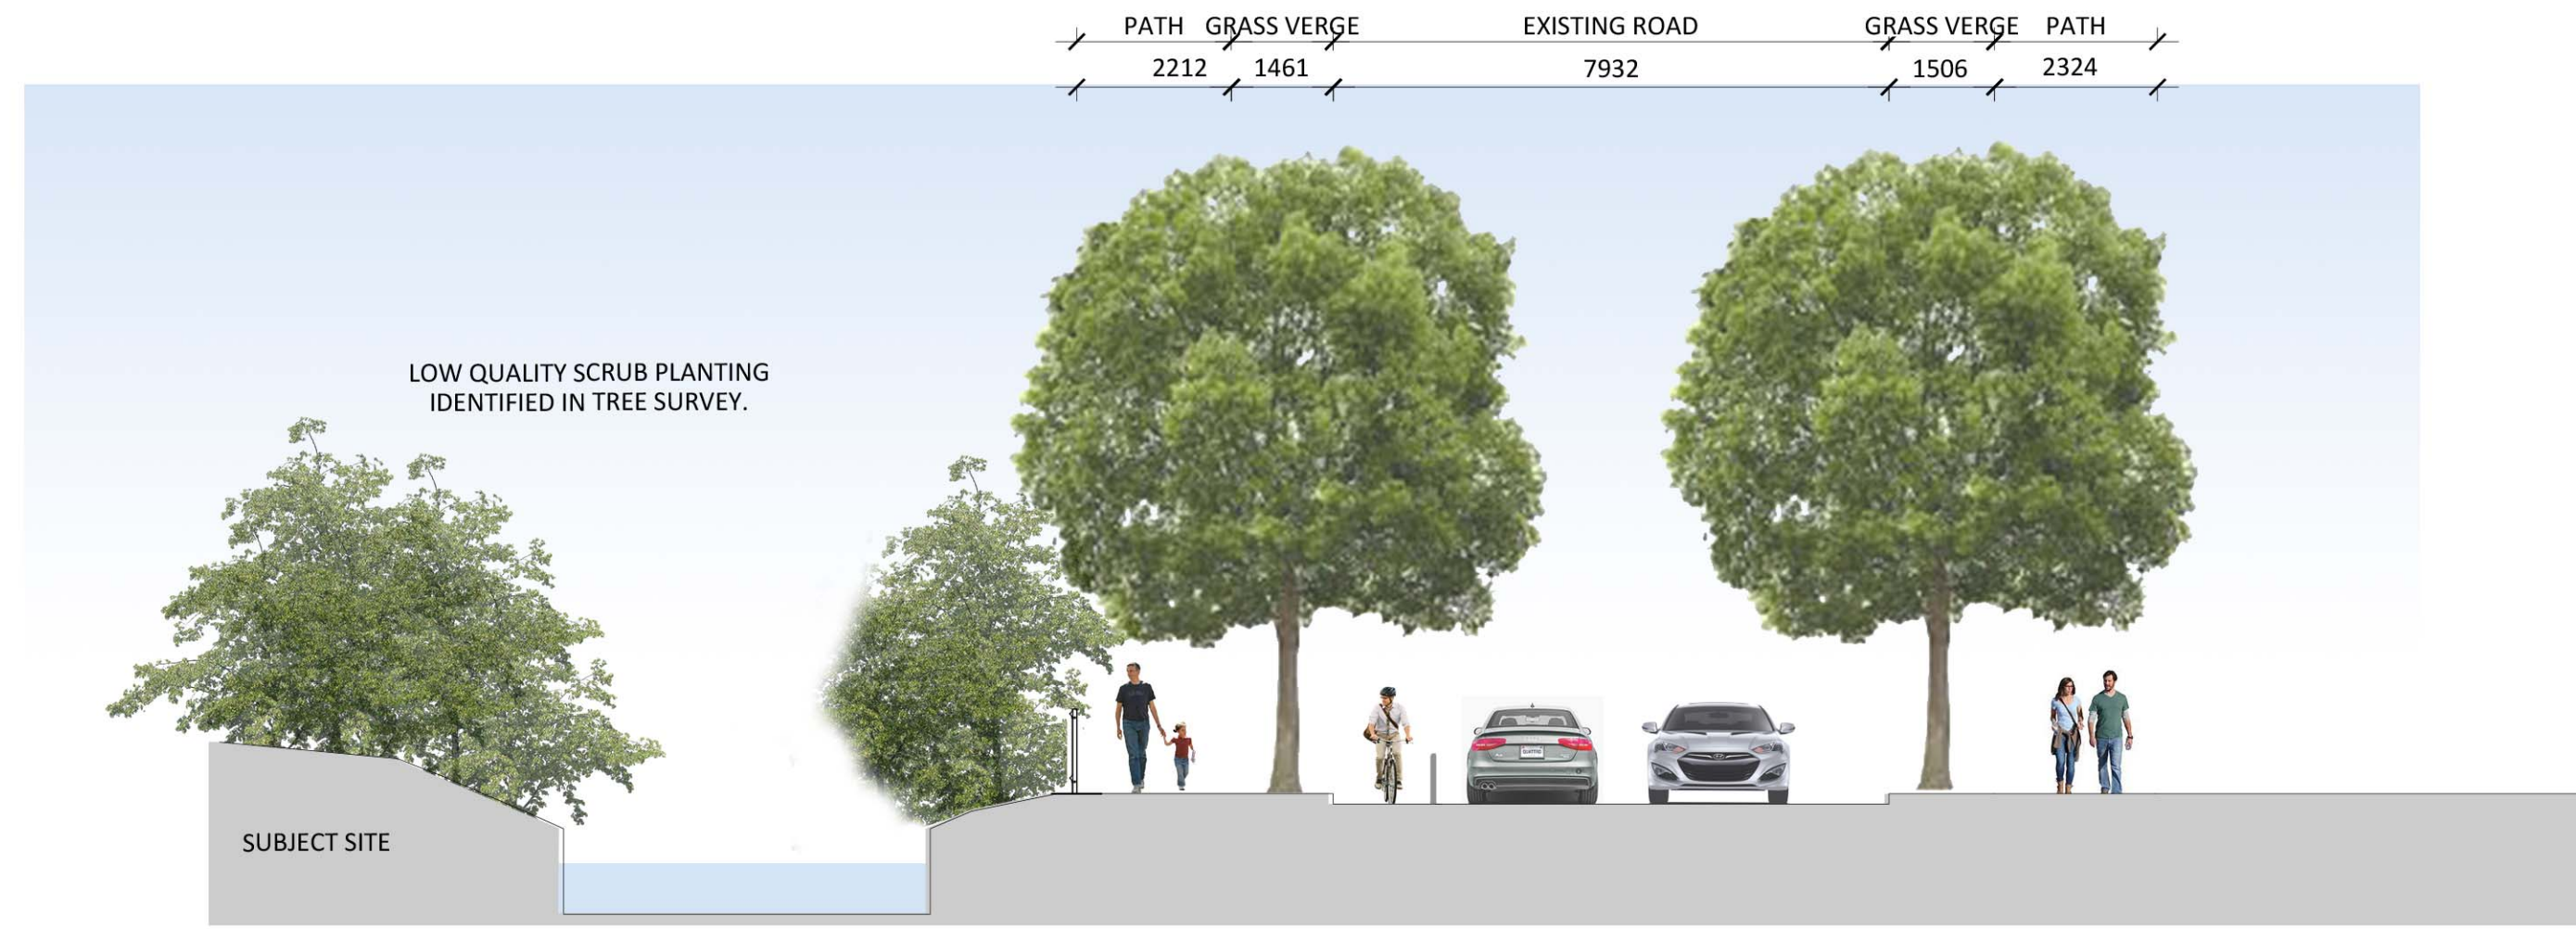 PATH GRASS VERGE EXISTING ROAD GRASS VERGE PATH
2212 1461 7932 1506 2324
LOW QUALITY SCRUB PLANTING
IDENTIFIED IN TREE SURVEY.
SUBJECT SITE